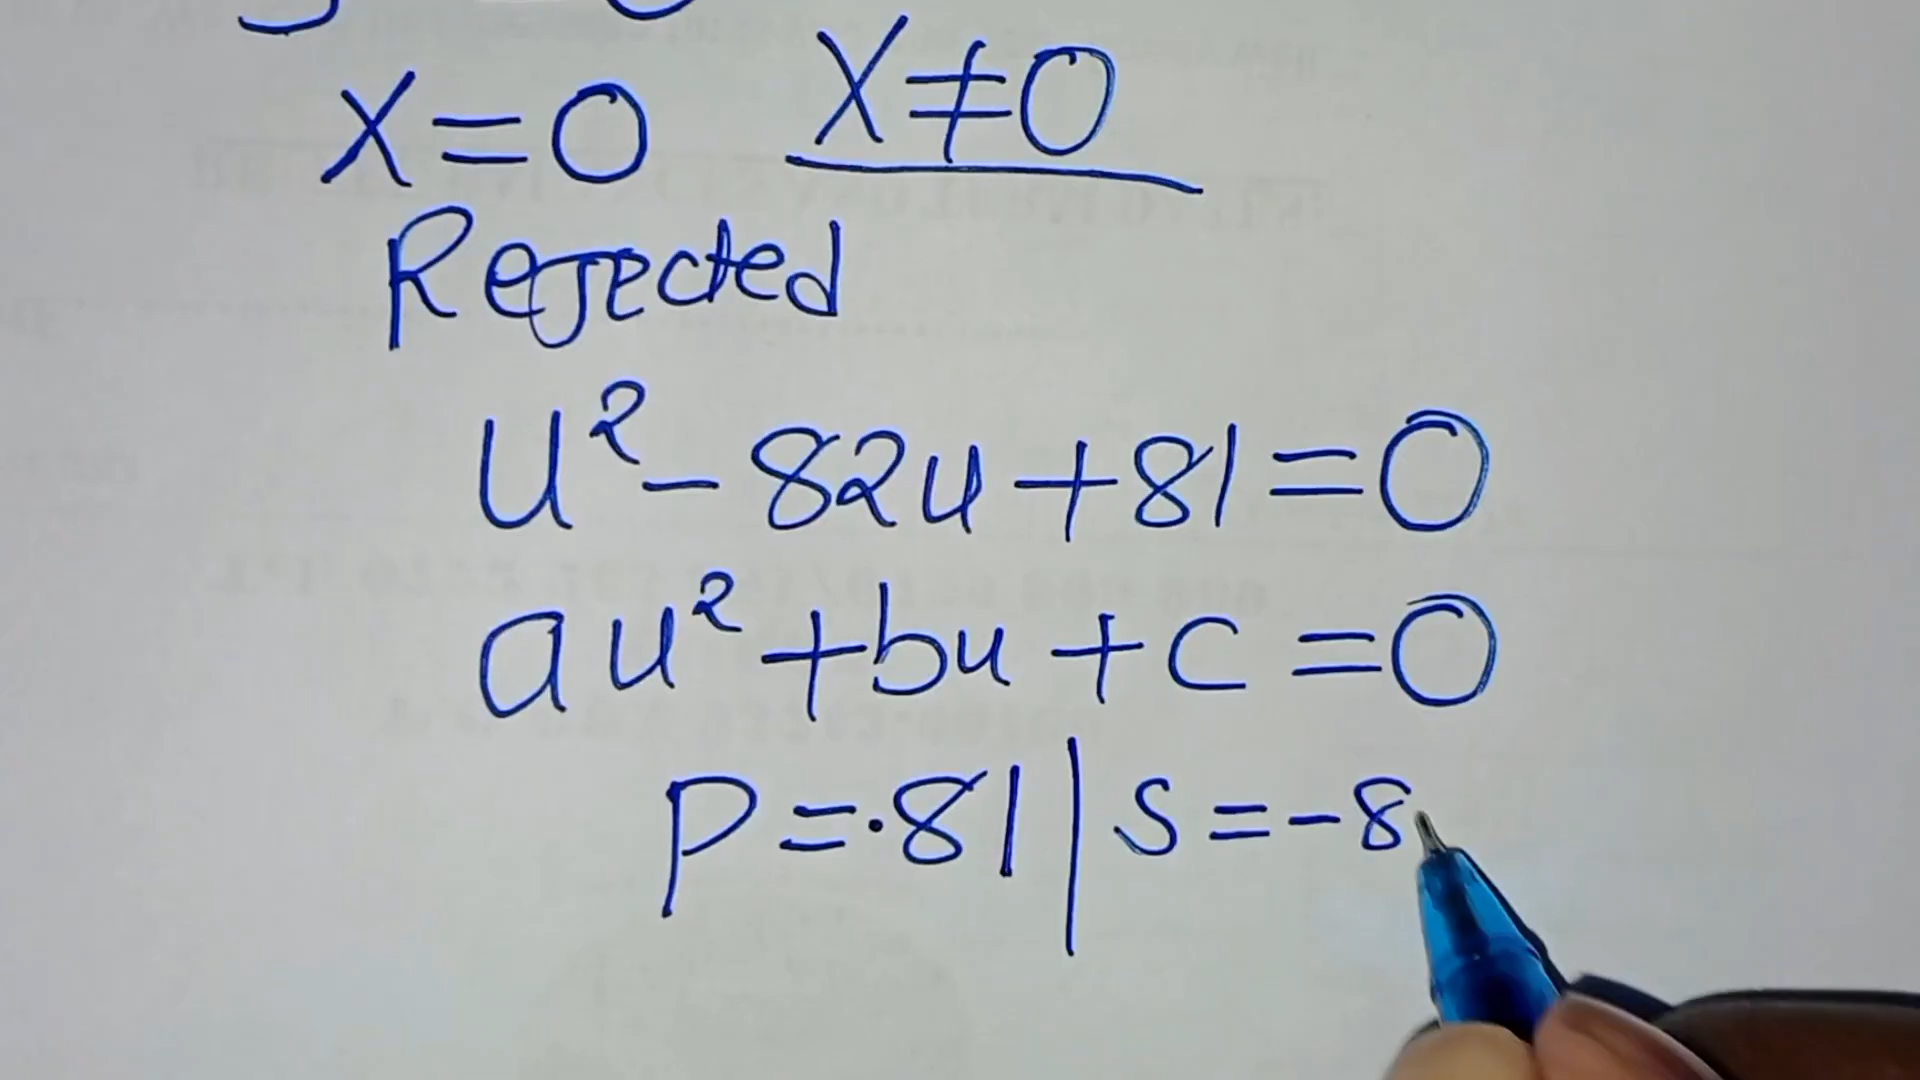 X=0 X≠0
Rejected
u²-82u+81=0
au²+bu+c=0
P=.81|S=-8